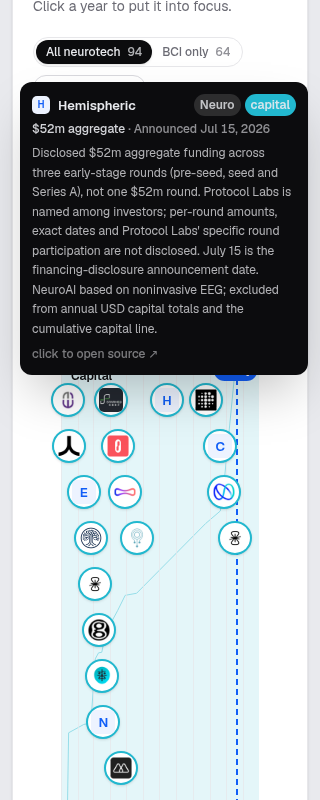 Click a year to put it into focus.
All neurotech 94 BCI only 64
H Hemispheric Neuro capital
$52m aggregate · Announced Jul 15, 2026
Disclosed $52m aggregate funding across
three early-stage rounds (pre-seed, seed and
Series A), not one $52m round. Protocol Labs is
named among investors; per-round amounts,
exact dates and Protocol Labs' specific round
participation are not disclosed. July 15 is the
financing-disclosure announcement date.
NeuroAI based on noninvasive EEG; excluded
from annual USD capital totals and the
cumulative capital line.
click to open source ↗
Capital
H
C
E
N